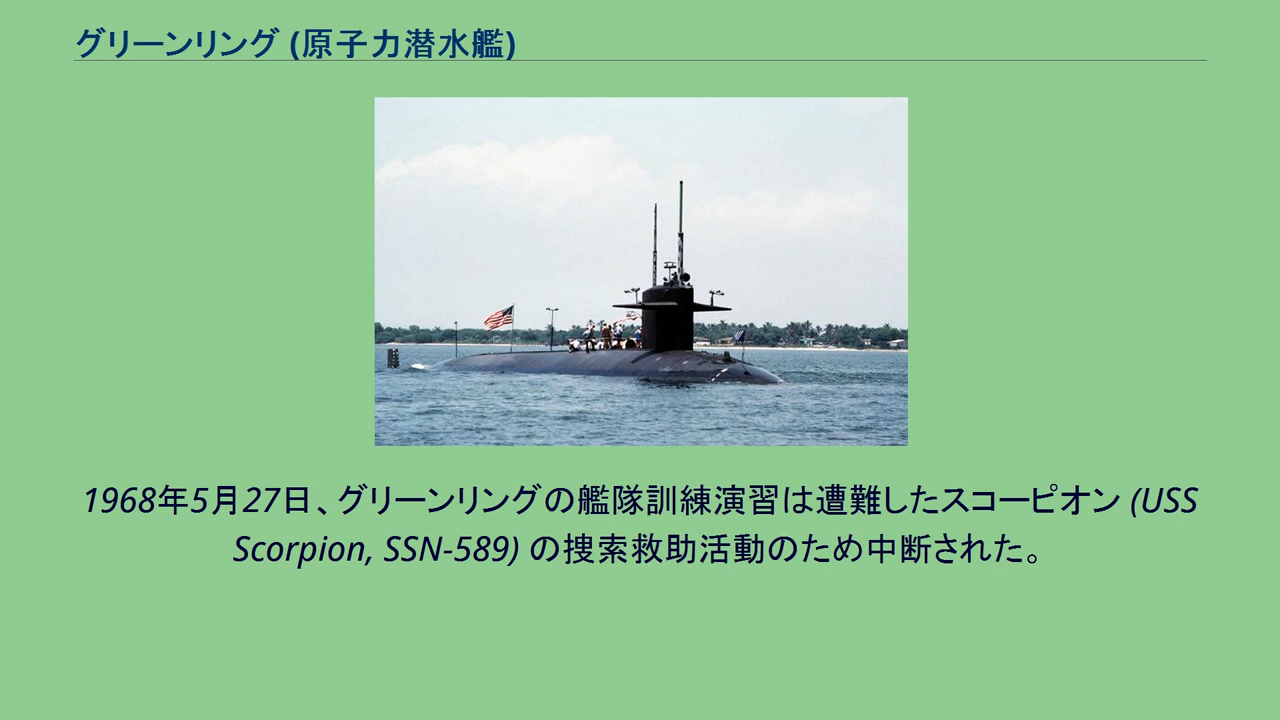 グリーンリング (原子力潜水艦)
1968年5月27日、グリーンリングの艦隊訓練演習は遭難したスコーピオン (USS
Scorpion, SSN-589) の捜索救助活動のため中断された。